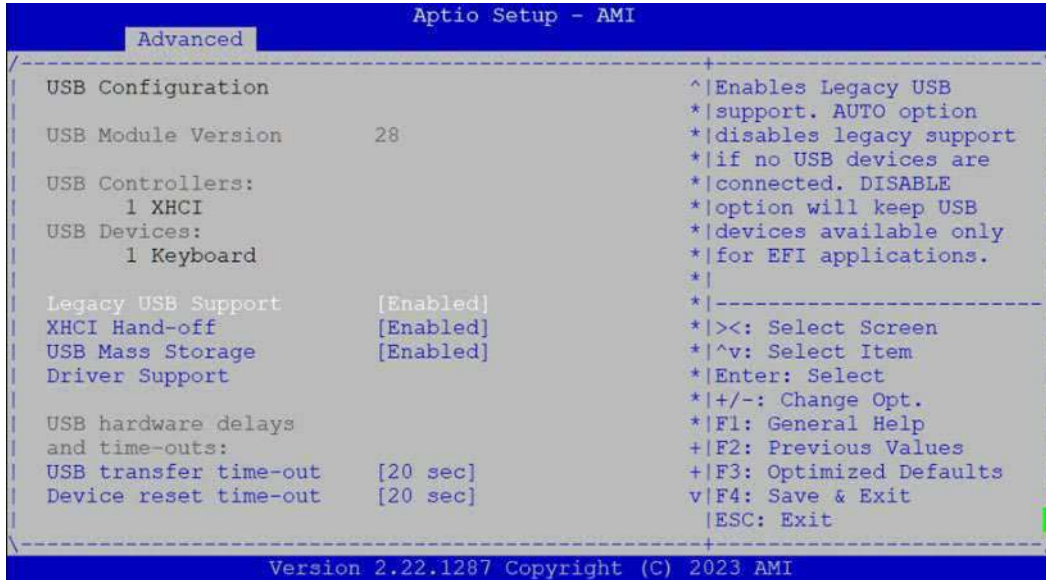 Aptio Setup - AMI
Advanced
USB Configuration
USB Module Version 28
USB Controllers:
1 XHCI
USB Devices:
1 Keyboard
Legacy USB Support [Enabled]
XHCI Hand-off [Enabled]
USB Mass Storage [Enabled]
Driver Support
USB hardware delays
and time-outs:
USB transfer time-out [20 sec]
Device reset time-out [20 sec]
Enables Legacy USB
support. AUTO option
disables legacy support
if no USB devices are
connected. DISABLE
option will keep USB
devices available only
for EFI applications.
><: Select Screen
^v: Select Item
Enter: Select
+/-: Change Opt.
F1: General Help
F2: Previous Values
F3: Optimized Defaults
F4: Save & Exit
ESC: Exit
Version 2.22.1287 Copyright (C) 2023 AMI